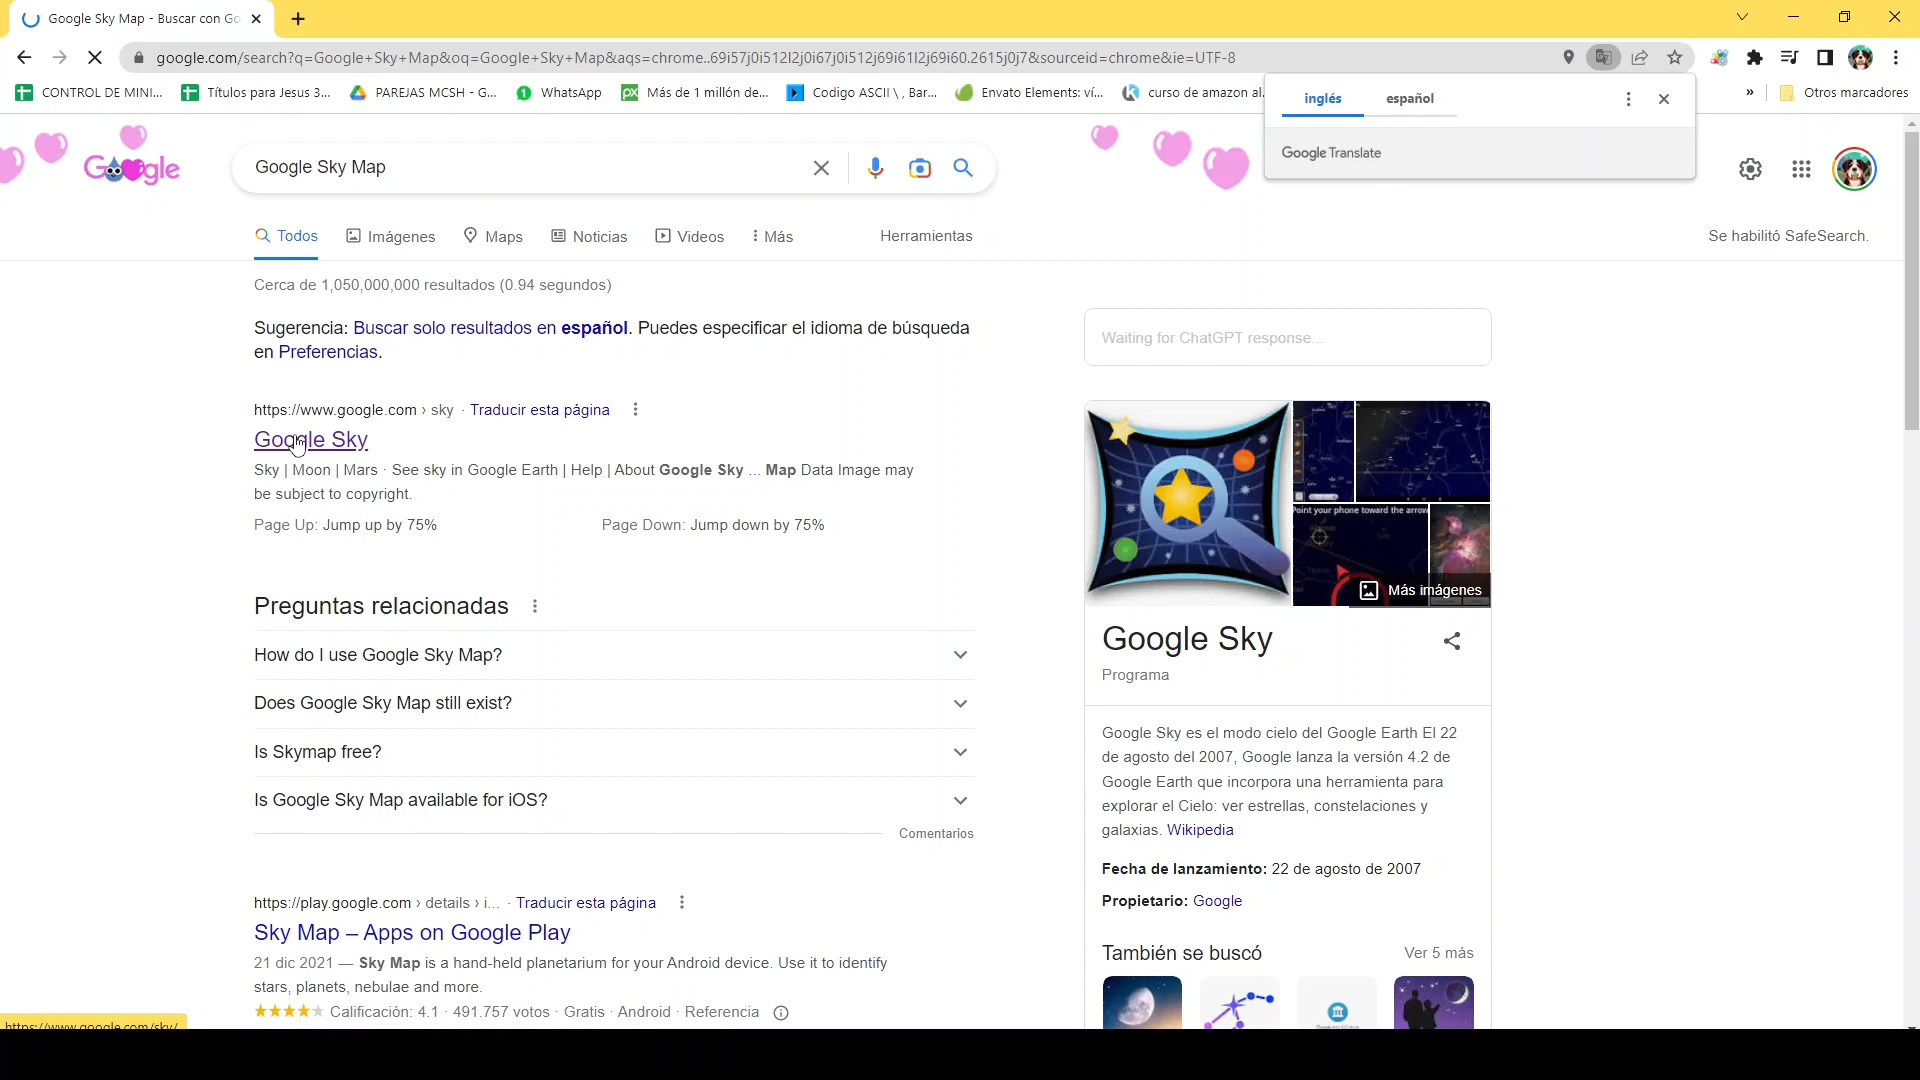 Google Sky Map - Buscar con Go
google.com/search?q=Google+Sky+Map&oq=Google+Sky+Map&aqs=chrome..69i57j0i512l2j0i67j0i512j69i61l2j69i60.2615j0j7&sourceid=chrome&ie=UTF-8
CONTROL DE MINI...
Títulos para Jesus 3...
PAREJAS MCSH - G...
WhatsApp
Más de 1 millón de...
Codigo ASCII \ , Bar...
Envato Elements: ví...
curso de amazon al.
»
Otros marcadores
inglés
español
Google Translate
Google
Google Sky Map
Todos
Imágenes
Maps
Noticias
Videos
Más
Herramientas
Se habilitó SafeSearch.
Cerca de 1,050,000,000 resultados (0.94 segundos)
Sugerencia: Buscar solo resultados en español. Puedes especificar el idioma de búsqueda
en Preferencias.
https://www.google.com › sky · Traducir esta página
Google Sky
Sky | Moon | Mars · See sky in Google Earth | Help | About Google Sky ... Map Data Image may
be subject to copyright.
Page Up: Jump up by 75%
Page Down: Jump down by 75%
Preguntas relacionadas
How do I use Google Sky Map?
Does Google Sky Map still exist?
Is Skymap free?
Is Google Sky Map available for iOS?
Comentarios
https://play.google.com › details › i... · Traducir esta página
Sky Map – Apps on Google Play
21 dic 2021 — Sky Map is a hand-held planetarium for your Android device. Use it to identify
stars, planets, nebulae and more.
Calificación: 4.1 · 491.757 votos · Gratis · Android · Referencia
https://www.google.com/sky/
Waiting for ChatGPT response...
Point your phone toward the arrow
Más imágenes
Google Sky
Programa
Google Sky es el modo cielo del Google Earth El 22
de agosto del 2007, Google lanza la versión 4.2 de
Google Earth que incorpora una herramienta para
explorar el Cielo: ver estrellas, constelaciones y
galaxias. Wikipedia
Fecha de lanzamiento: 22 de agosto de 2007
Propietario: Google
También se buscó
Ver 5 más